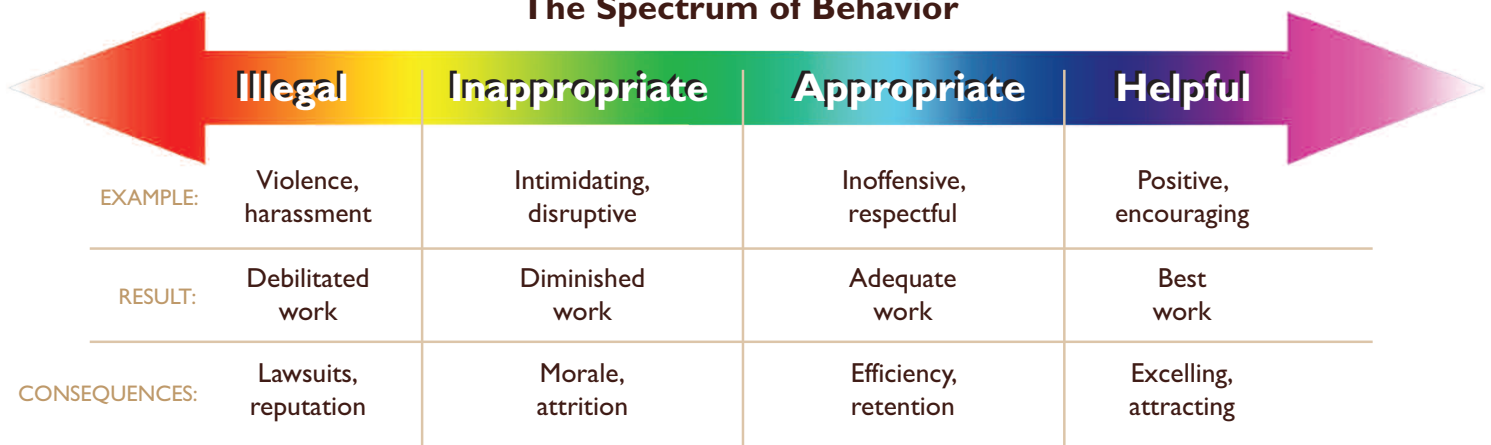 The Spectrum of Behavior
Illegal Inappropriate Appropriate Helpful
EXAMPLE:
Violence,
harassment
Intimidating,
disruptive
Inoffensive,
respectful
Positive,
encouraging
RESULT:
Debilitated
work
Diminished
work
Adequate
work
Best
work
CONSEQUENCES:
Lawsuits,
reputation
Morale,
attrition
Efficiency,
retention
Excelling,
attracting